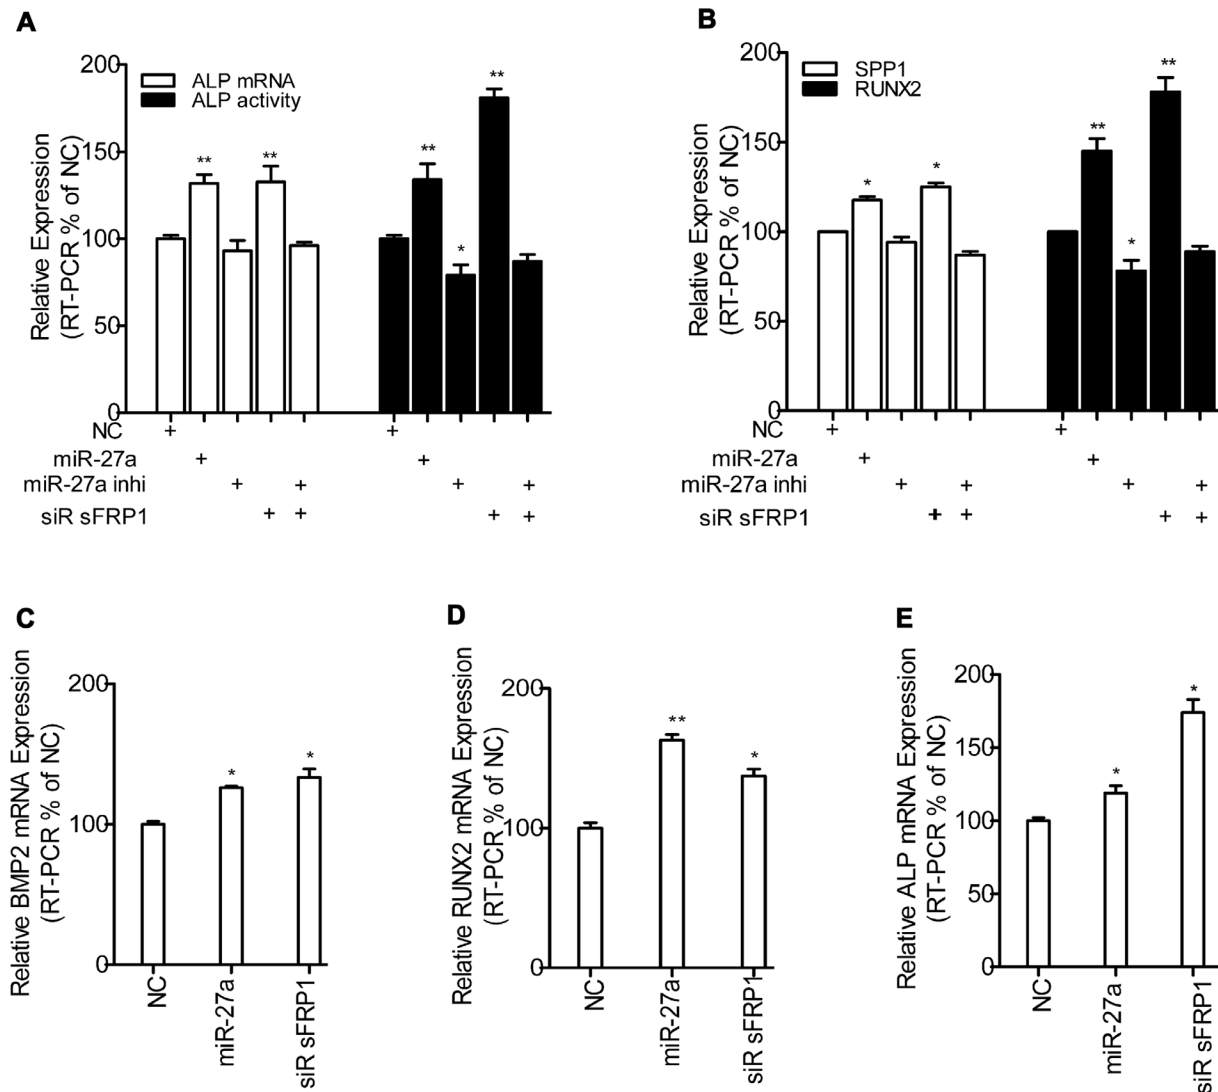 A
200
150
100
50
0
Relative Expression
(RT-PCR % of NC)
ALP mRNA
ALP activity
** ** ** * **
NC + +
miR-27a + +
miR-27a inhi + + + +
siR sFRP1 + + + +
B
200
150
100
50
0
Relative Expression
(RT-PCR % of NC)
SPP1
RUNX2
* * ** * **
NC + +
miR-27a + +
miR-27a inhi + + + +
siR sFRP1 + + + +
C
200
100
0
Relative BMP2 mRNA Expression
(RT-PCR % of NC)
* *
NC
miR-27a
siR sFRP1
D
200
100
0
Relative RUNX2 mRNA Expression
(RT-PCR % of NC)
** *
NC
miR-27a
siR sFRP1
E
200
150
100
50
0
Relative ALP mRNA Expression
(RT-PCR % of NC)
* *
NC
miR-27a
siR sFRP1